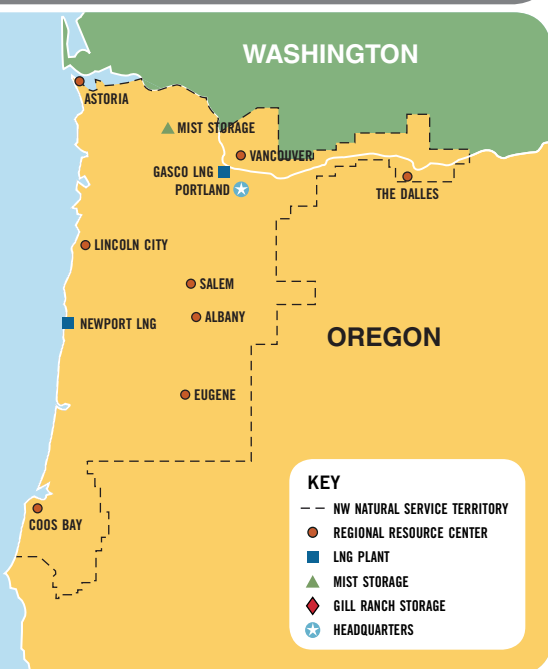 WASHINGTON
ASTORIA
MIST STORAGE
VANCOUVER
GASCO LNG
PORTLAND
THE DALLES
LINCOLN CITY
SALEM
ALBANY
NEWPORT LNG
OREGON
EUGENE
COOS BAY
KEY
NW NATURAL SERVICE TERRITORY
REGIONAL RESOURCE CENTER
LNG PLANT
MIST STORAGE
GILL RANCH STORAGE
HEADQUARTERS